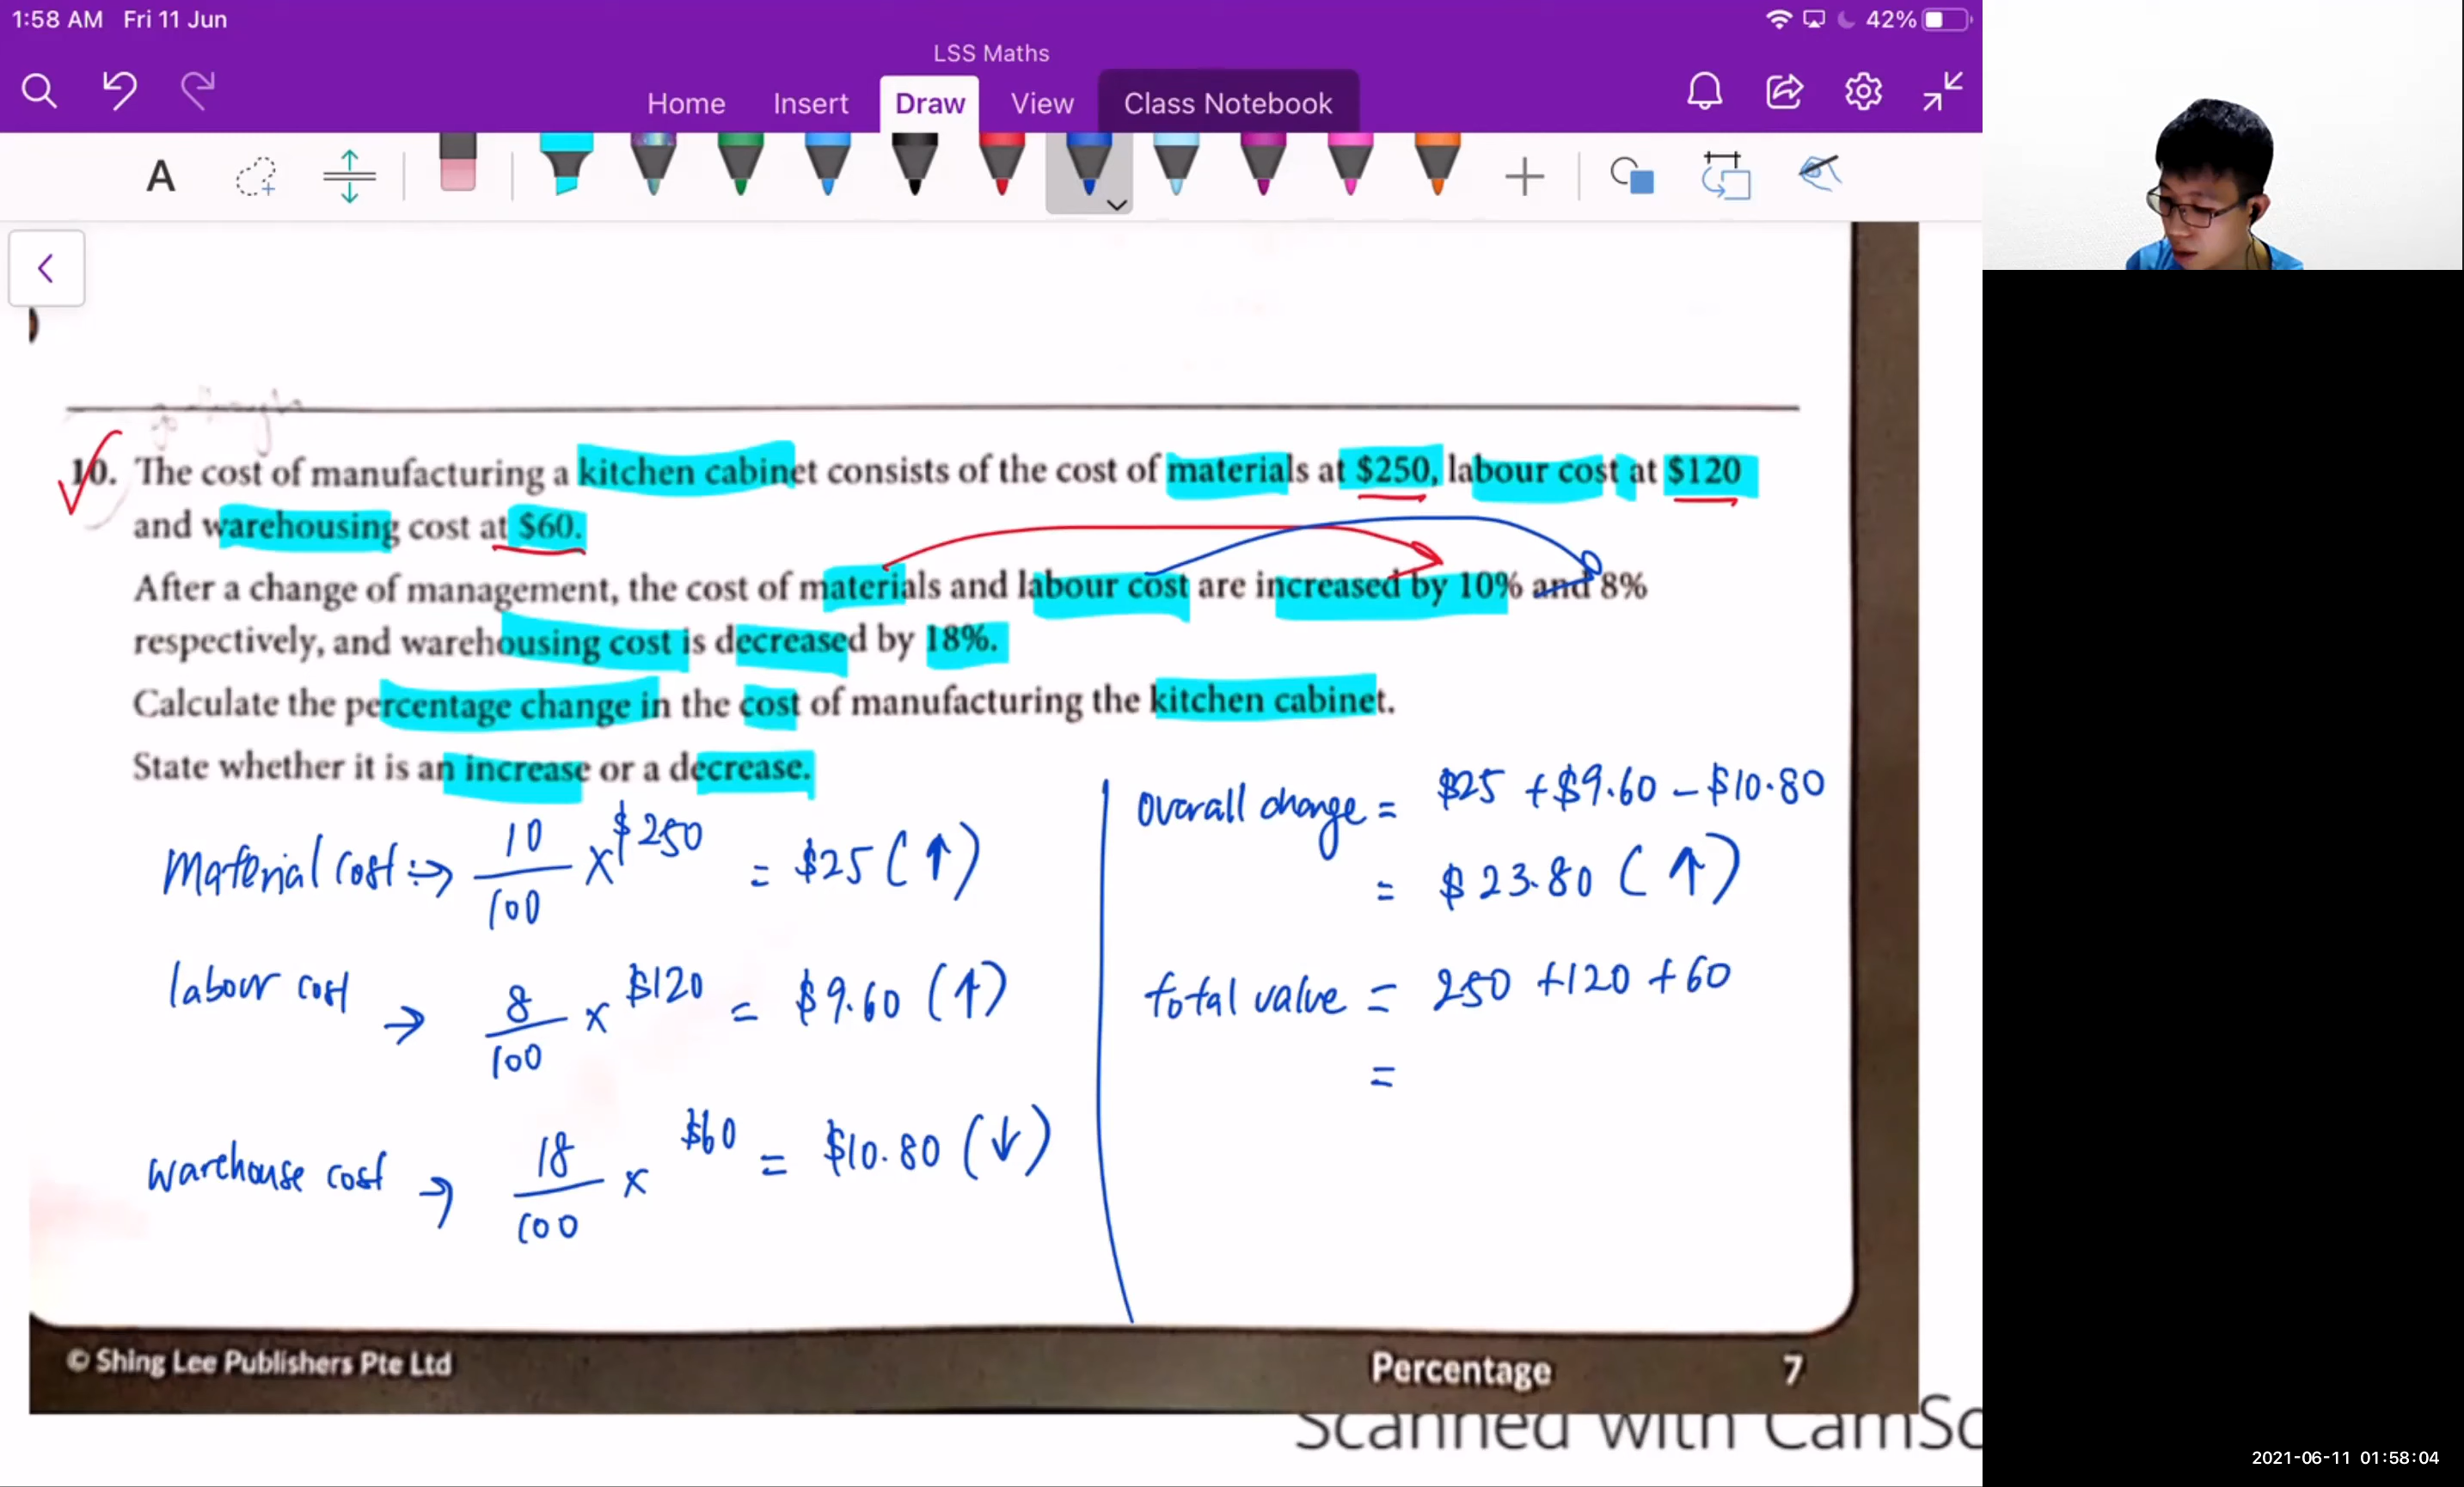 1:58 AM Fri 11 Jun
42%
LSS Maths
Home Insert Draw View Class Notebook
A
10. The cost of manufacturing a kitchen cabinet consists of the cost of materials at $250, labour cost at $120
and warehousing cost at $60.
After a change of management, the cost of materials and labour cost are increased by 10% and 8%
respectively, and warehousing cost is decreased by 18%.
Calculate the percentage change in the cost of manufacturing the kitchen cabinet.
State whether it is an increase or a decrease.
Material cost :→ 10/100 × $250 = $25 (↑)
labour cost → 8/100 × $120 = $9.60 (↑)
warehouse cost → 18/100 × $60 = $10.80 (↓)
overall change = $25 + $9.60 − $10.80
= $23.80 (↑)
total value = 250 + 120 + 60
=
© Shing Lee Publishers Pte Ltd
Percentage 7
Scanned with CamSc
2021-06-11 01:58:04